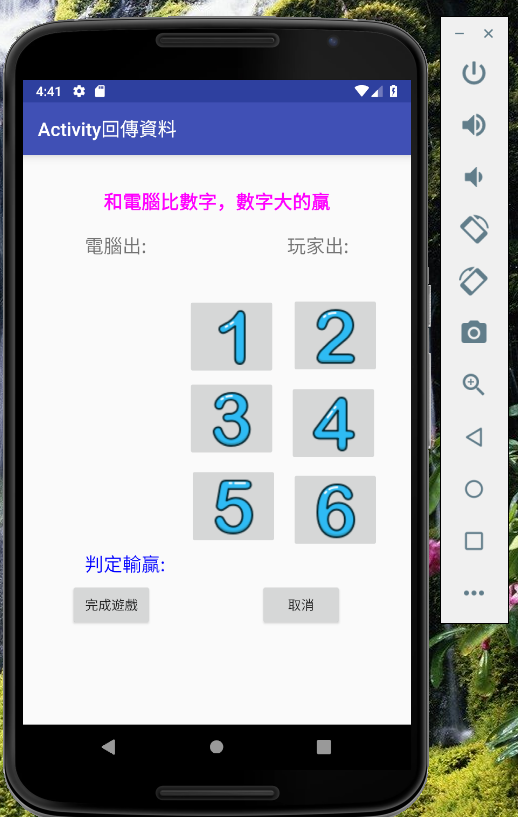 4:41
Activity回傳資料
和電腦比數字，數字大的贏
電腦出: 玩家出:
1 2
3 4
5 6
判定輸贏:
完成遊戲 取消